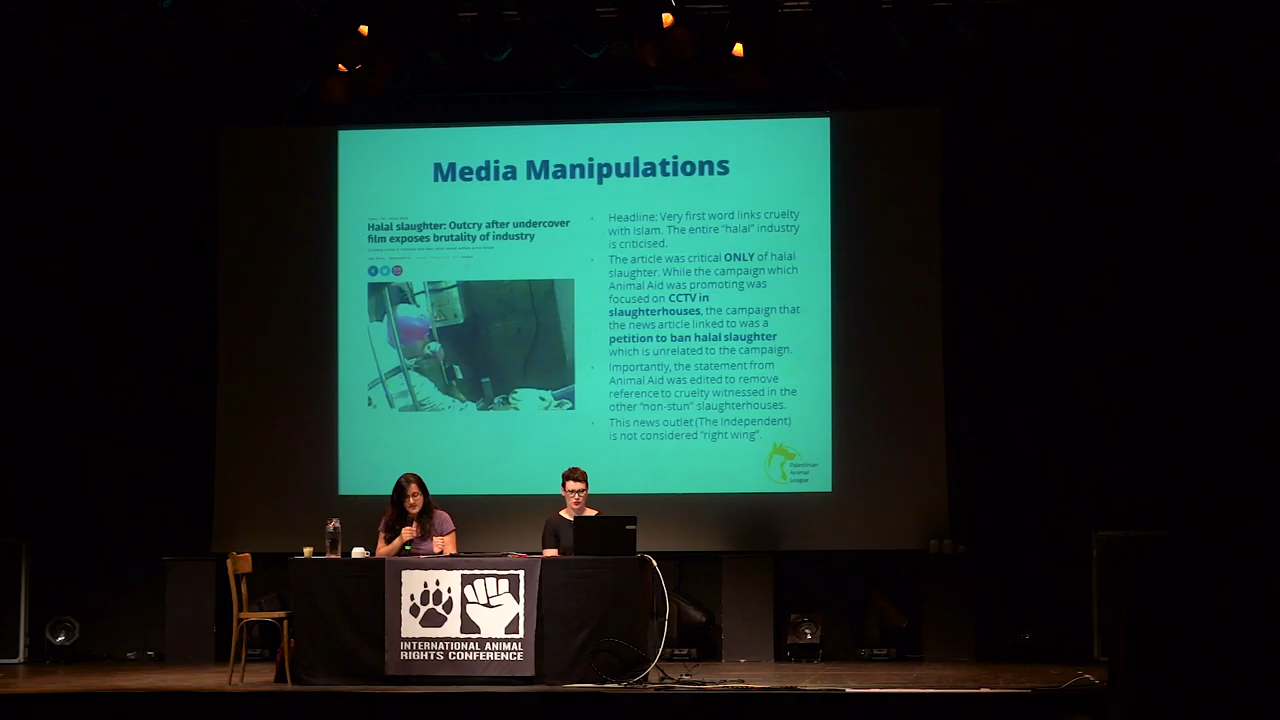 Media Manipulations
Halal slaughter: Outcry after undercover
film exposes brutality of industry
Headline: Very first word links cruelty
with Islam. The entire “halal” industry
is criticised.
The article was critical ONLY of halal
slaughter. While the campaign which
Animal Aid was promoting was
focused on CCTV in
slaughterhouses, the campaign that
the news article linked to was a
petition to ban halal slaughter
which is unrelated to the campaign.
Importantly, the statement from
Animal Aid was edited to remove
reference to cruelty witnessed in the
other “non-stun” slaughterhouses.
This news outlet (The Independent)
is not considered “right wing”.
Palestinian
Animal
League
INTERNATIONAL ANIMAL
RIGHTS CONFERENCE